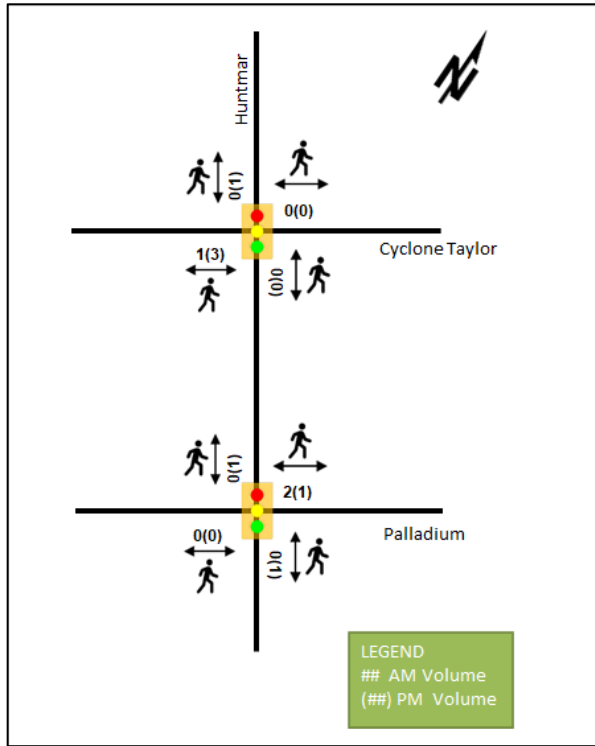 Huntmar
N
0(1)
0(0)
Cyclone Taylor
1(3)
0(0)
0(1)
2(1)
Palladium
0(0)
0(1)
LEGEND
## AM Volume
(##) PM Volume